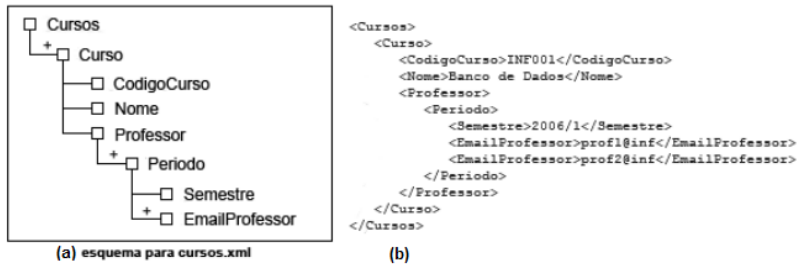 Cursos
+
Curso
CodigoCurso
Nome
Professor
+
Periodo
Semestre
+
EmailProfessor
(a) esquema para cursos.xml
<Cursos>
<Curso>
<CodigoCurso>INF001</CodigoCurso>
<Nome>Banco de Dados</Nome>
<Professor>
<Periodo>
<Semestre>2006/1</Semestre>
<EmailProfessor>prof1@inf</EmailProfessor>
<EmailProfessor>prof2@inf</EmailProfessor>
</Periodo>
</Professor>
</Curso>
</Cursos>
(b)